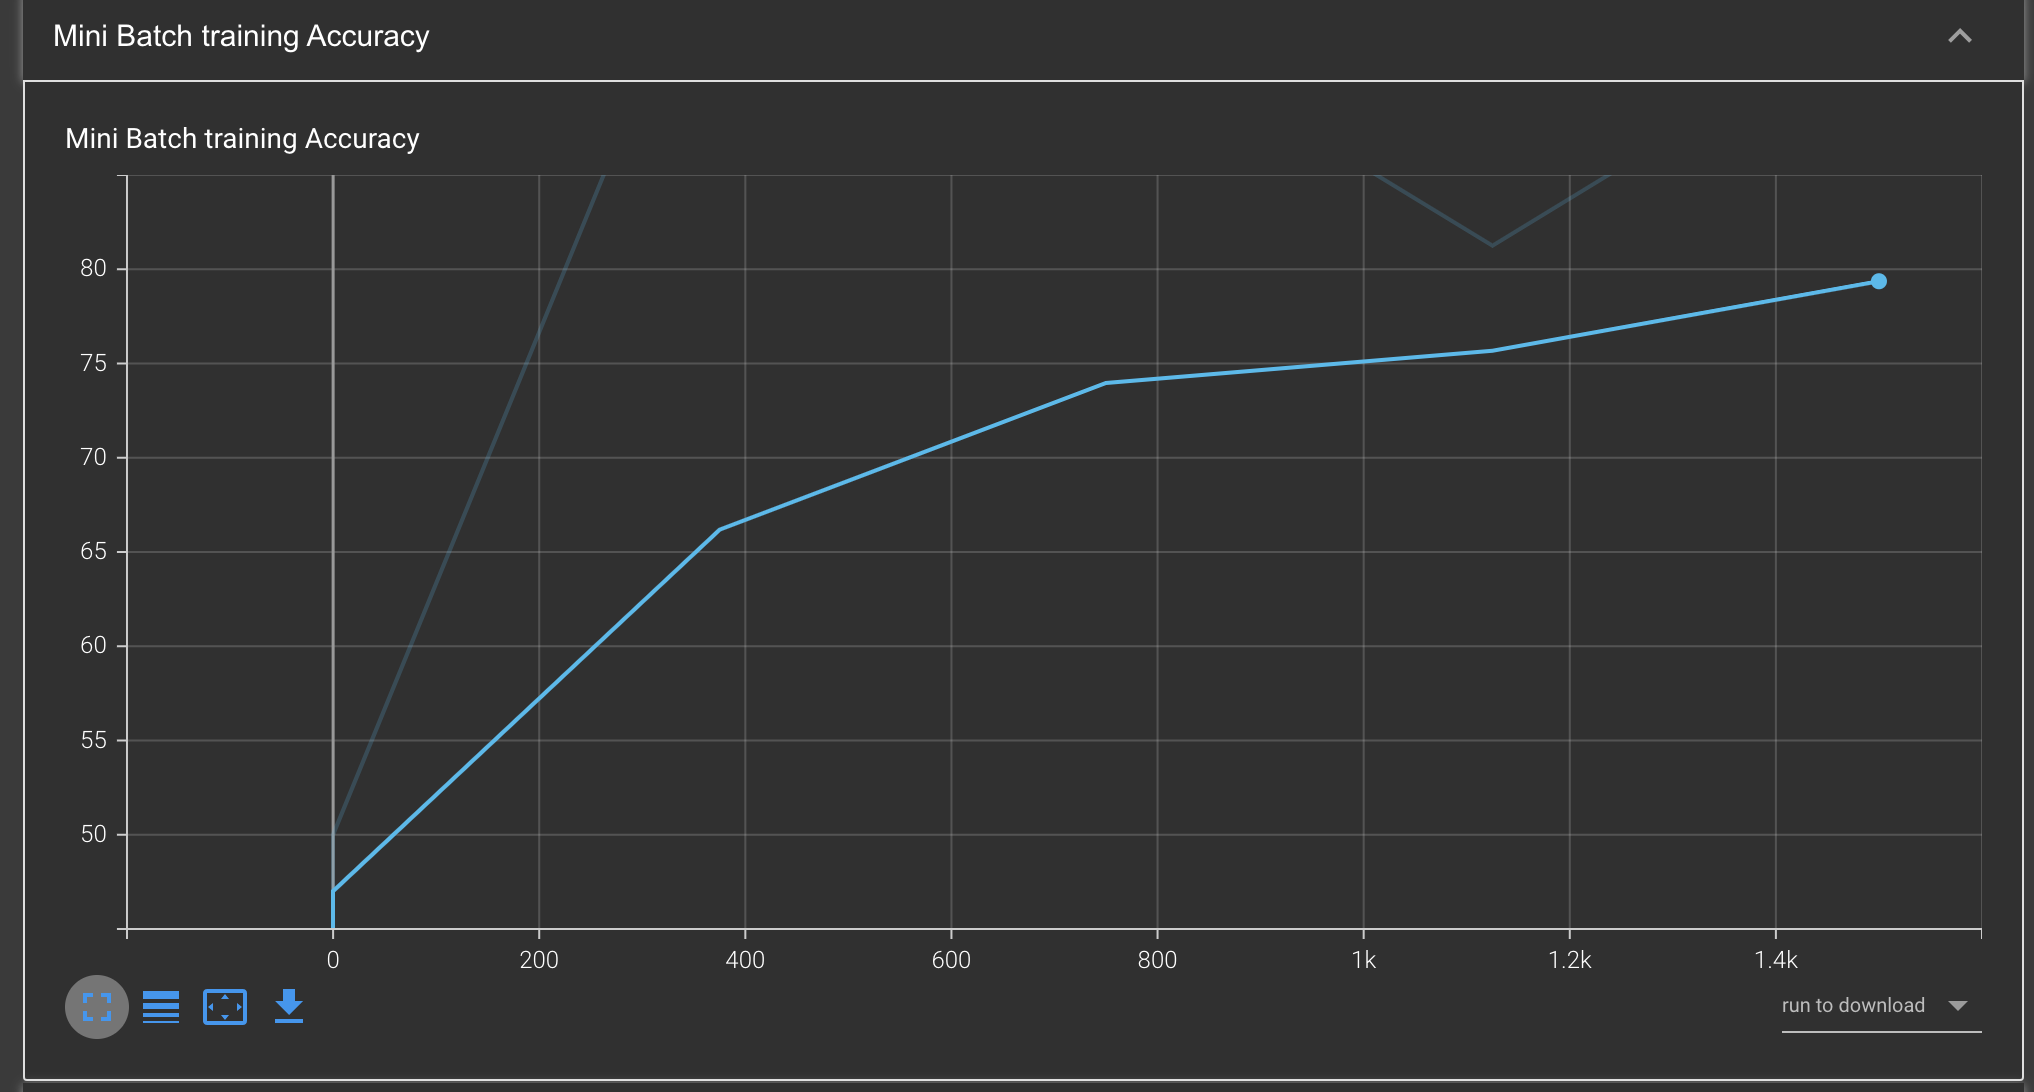 Mini Batch training Accuracy
Mini Batch training Accuracy
80
75
70
65
60
55
50
0 200 400 600 800 1k 1.2k 1.4k
run to download